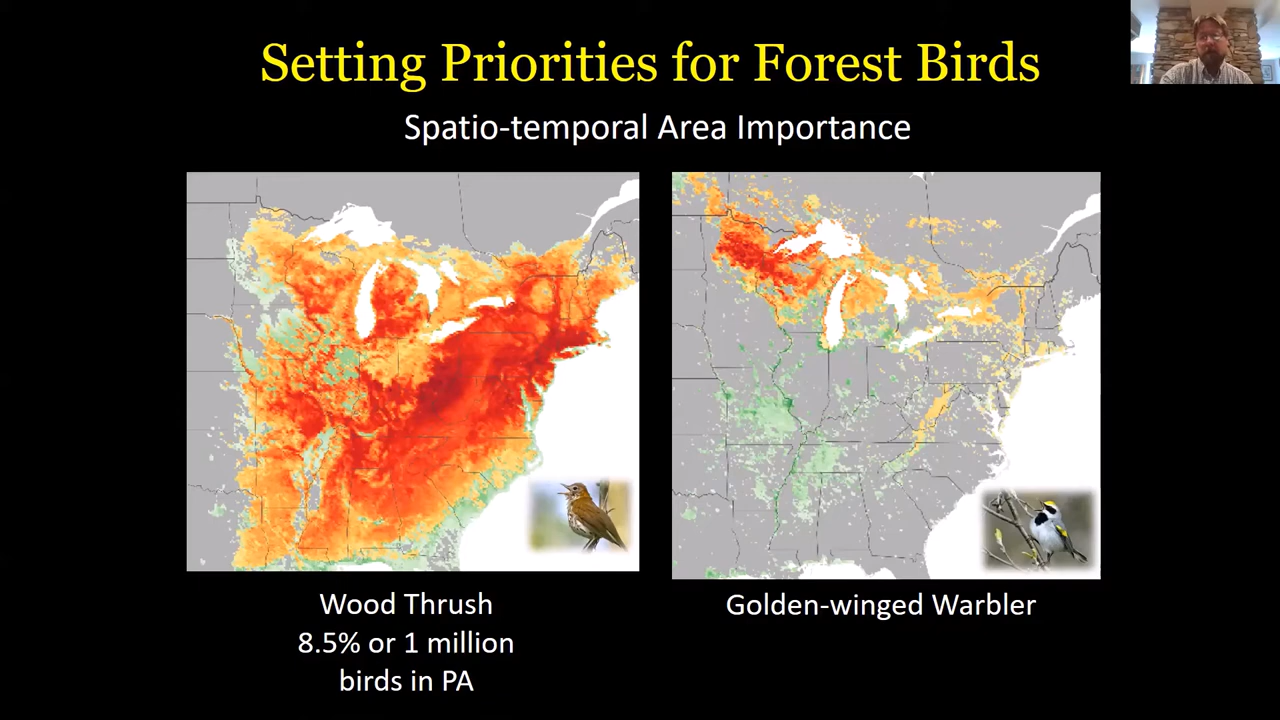 Setting Priorities for Forest Birds
Spatio-temporal Area Importance
Wood Thrush
8.5% or 1 million
birds in PA
Golden-winged Warbler